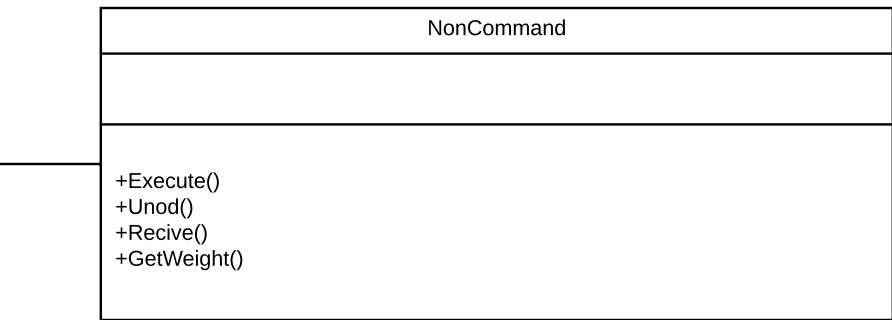 NonCommand
+Execute()
+Unod()
+Recive()
+GetWeight()